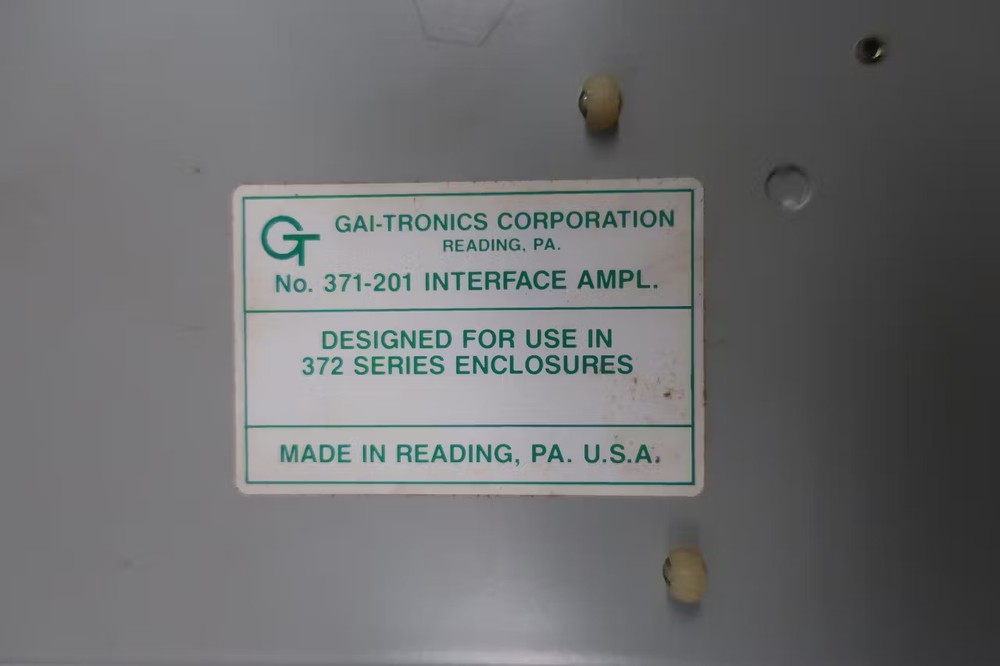 GT
GAI-TRONICS CORPORATION
READING, PA.
No. 371-201 INTERFACE AMPL.
DESIGNED FOR USE IN
372 SERIES ENCLOSURES
MADE IN READING, PA. U.S.A.